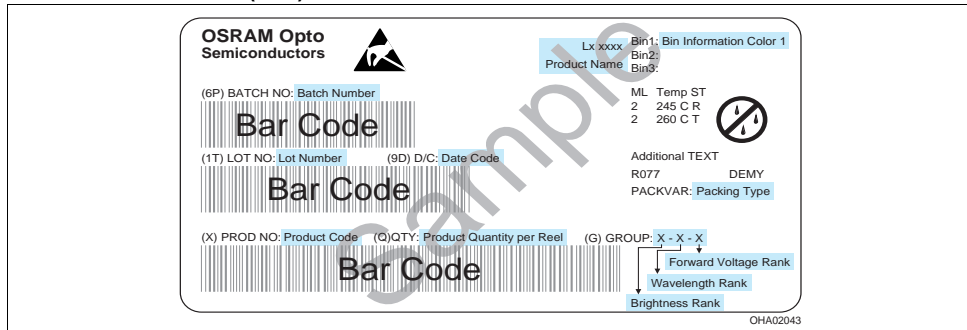 OSRAM Opto
Semiconductors
Lx xxxx
Product Name
Bin1: Bin Information Color 1
Bin2:
Bin3:
ML Temp ST
2 245 C R
2 260 C T
(6P) BATCH NO: Batch Number
Bar Code
(1T) LOT NO: Lot Number (9D) D/C: Date Code
Bar Code
Additional TEXT
R077 DEMY
PACKVAR: Packing Type
(X) PROD NO: Product Code (Q)QTY: Product Quantity per Reel (G) GROUP: X - X - X
Bar Code
Forward Voltage Rank
Wavelength Rank
Brightness Rank
Sample
OHA02043